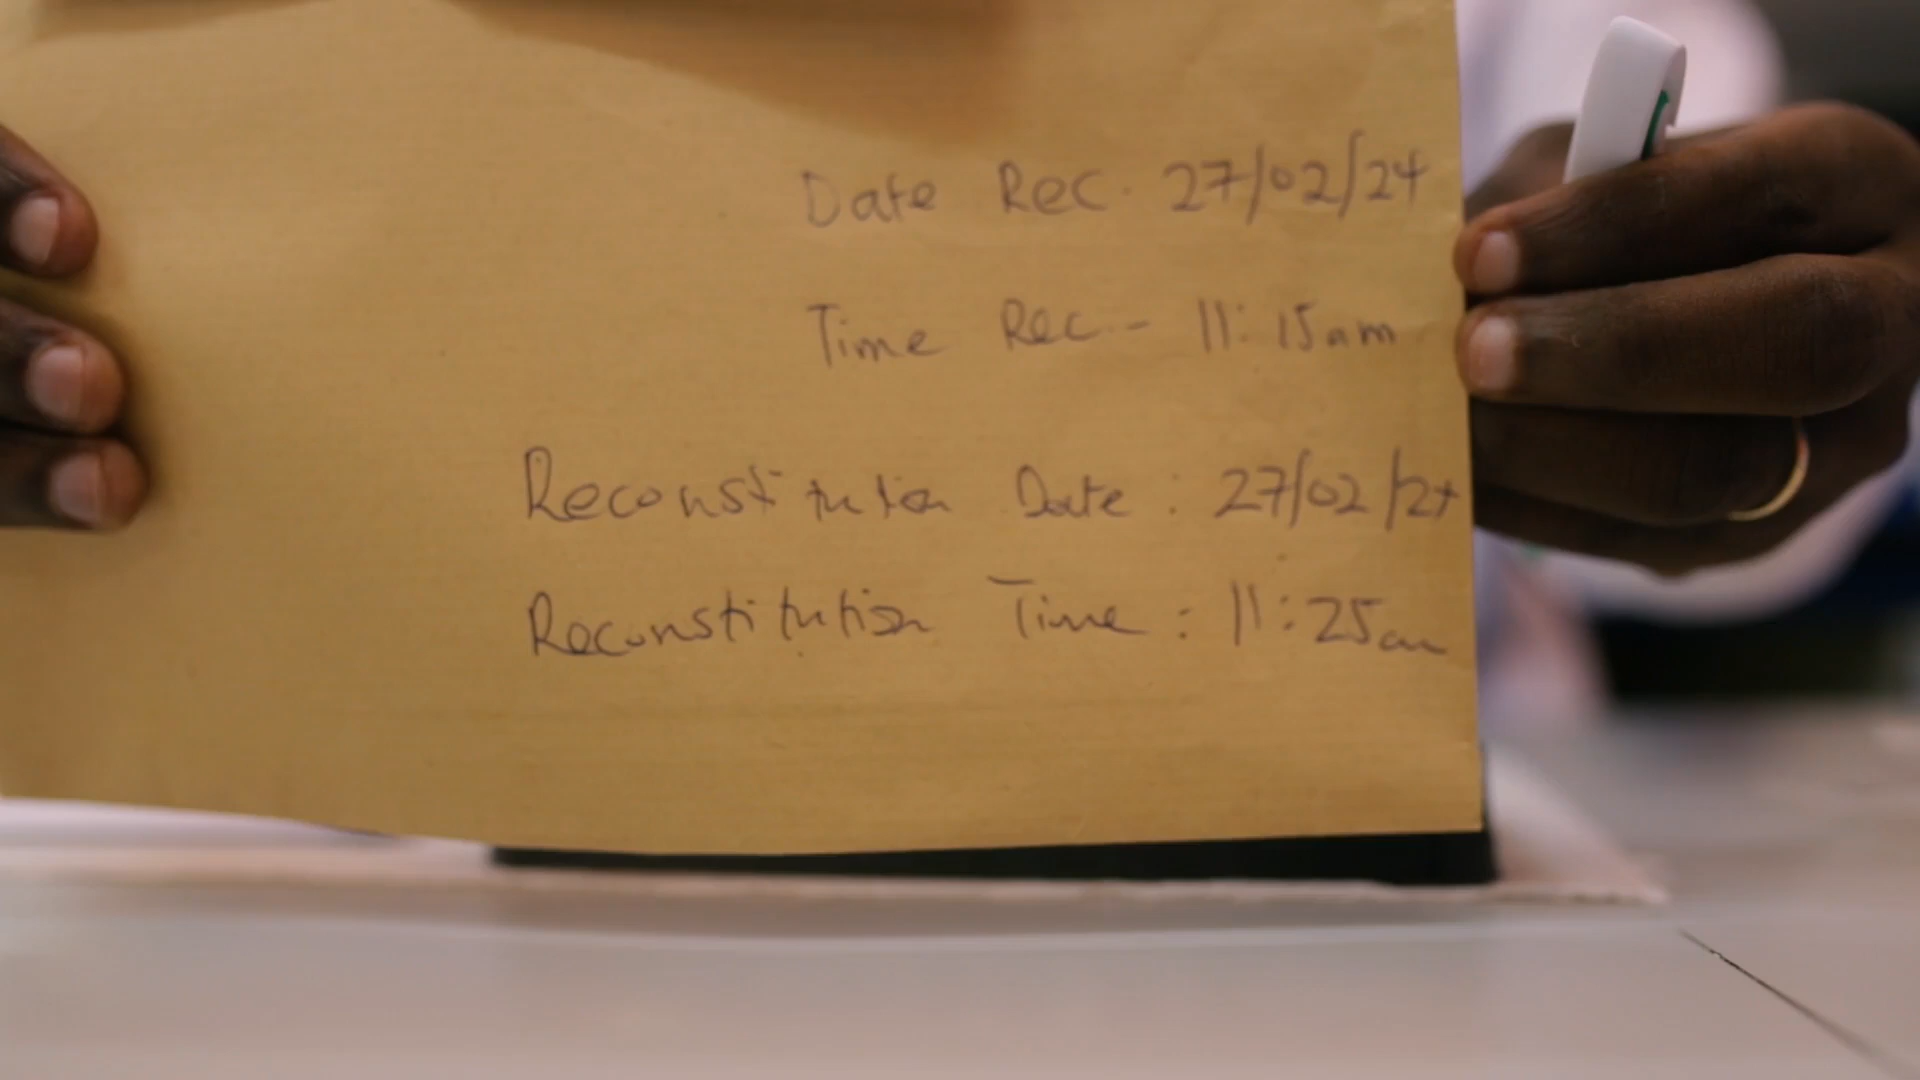 Date Rec. 27/02/24
Time Rec - 11:15am
Reconstitution Date : 27/02/24
Reconstitution Time : 11:25am